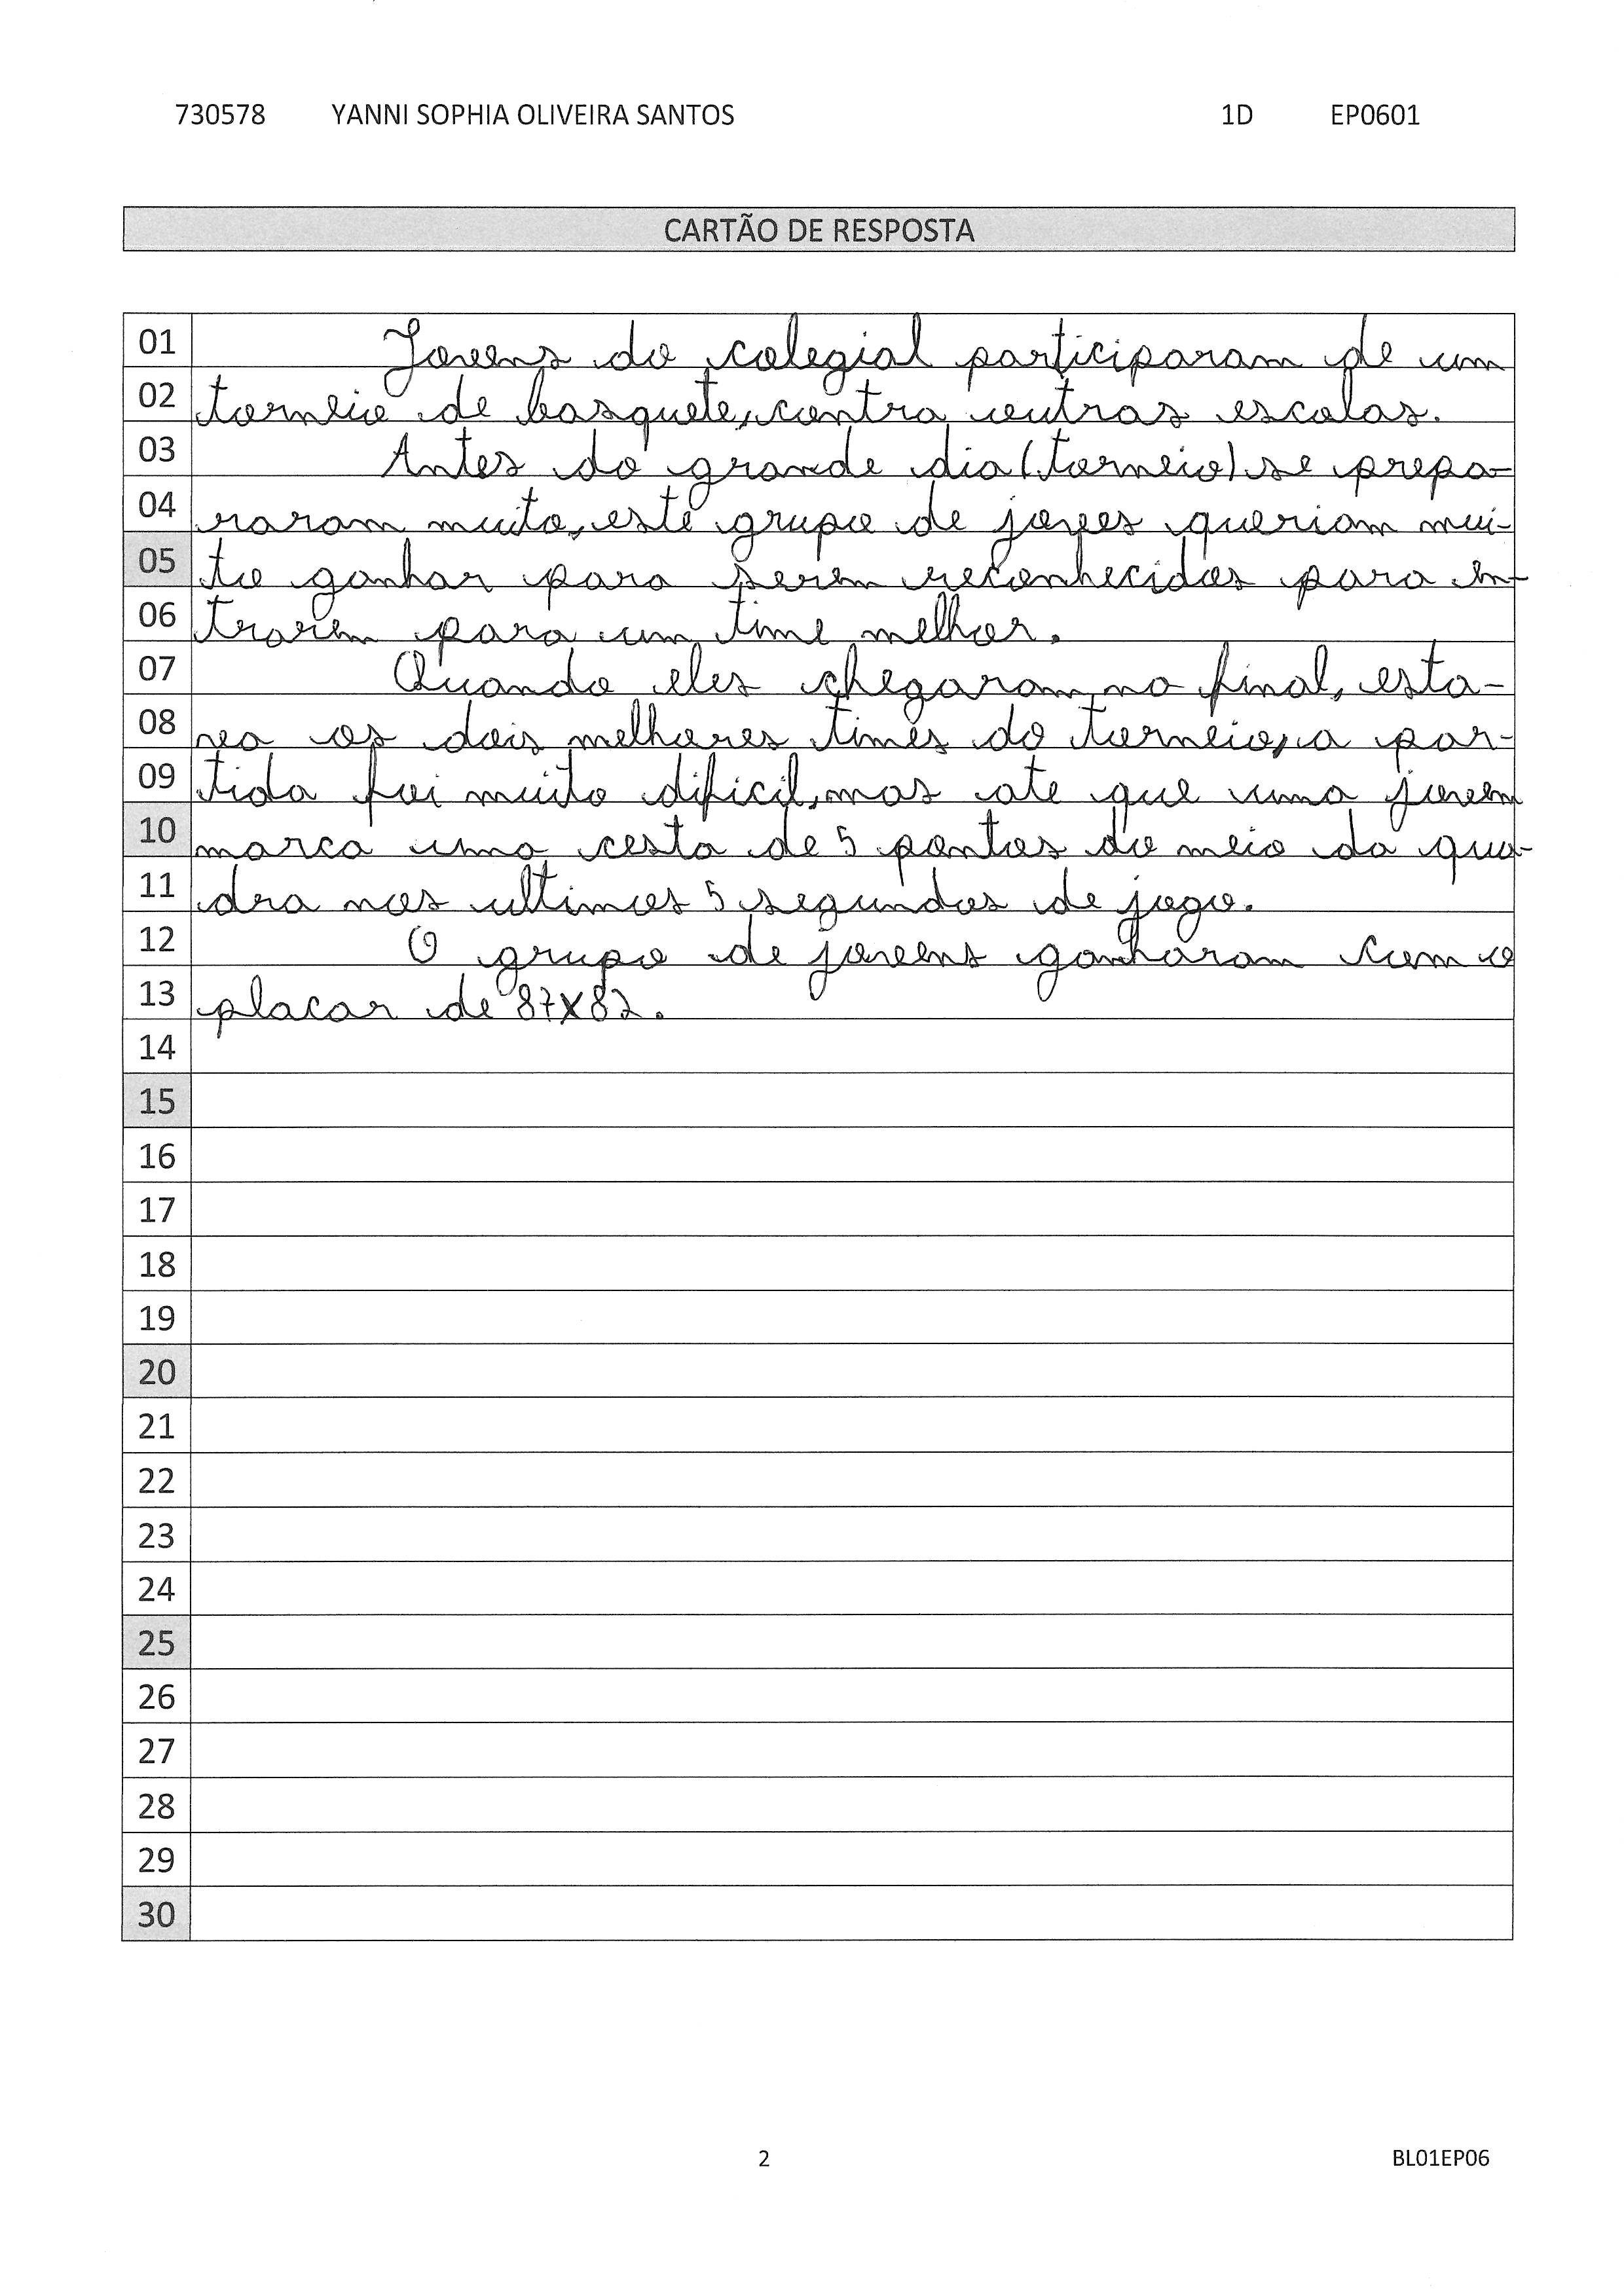 730578 YANNI SOPHIA OLIVEIRA SANTOS 1D EP0601
CARTÃO DE RESPOSTA
01 Jovens do colegial participaram de um
02 torneio de basquete, contra outras escolas.
03 Antes do grande dia (torneio) se prepa-
04 raram muito, este grupo de joves queriam mui-
05 to ganhar para serem reconhecidos para en-
06 trarem para um time melhor.
07 Quando eles chegaram na final, esta-
08 va os dois melhores times do torneio, a par-
09 tida foi muito dificil, mas ate que uma jovem
10 marca uma cesta de 5 pontos do meio da qua-
11 dra nos ultimos 5 segundos de jogo.
12 O grupo de joveens ganharam com o
13 placar de 87x82.
14
15
16
17
18
19
20
21
22
23
24
25
26
27
28
29
30
2 BL01EP06